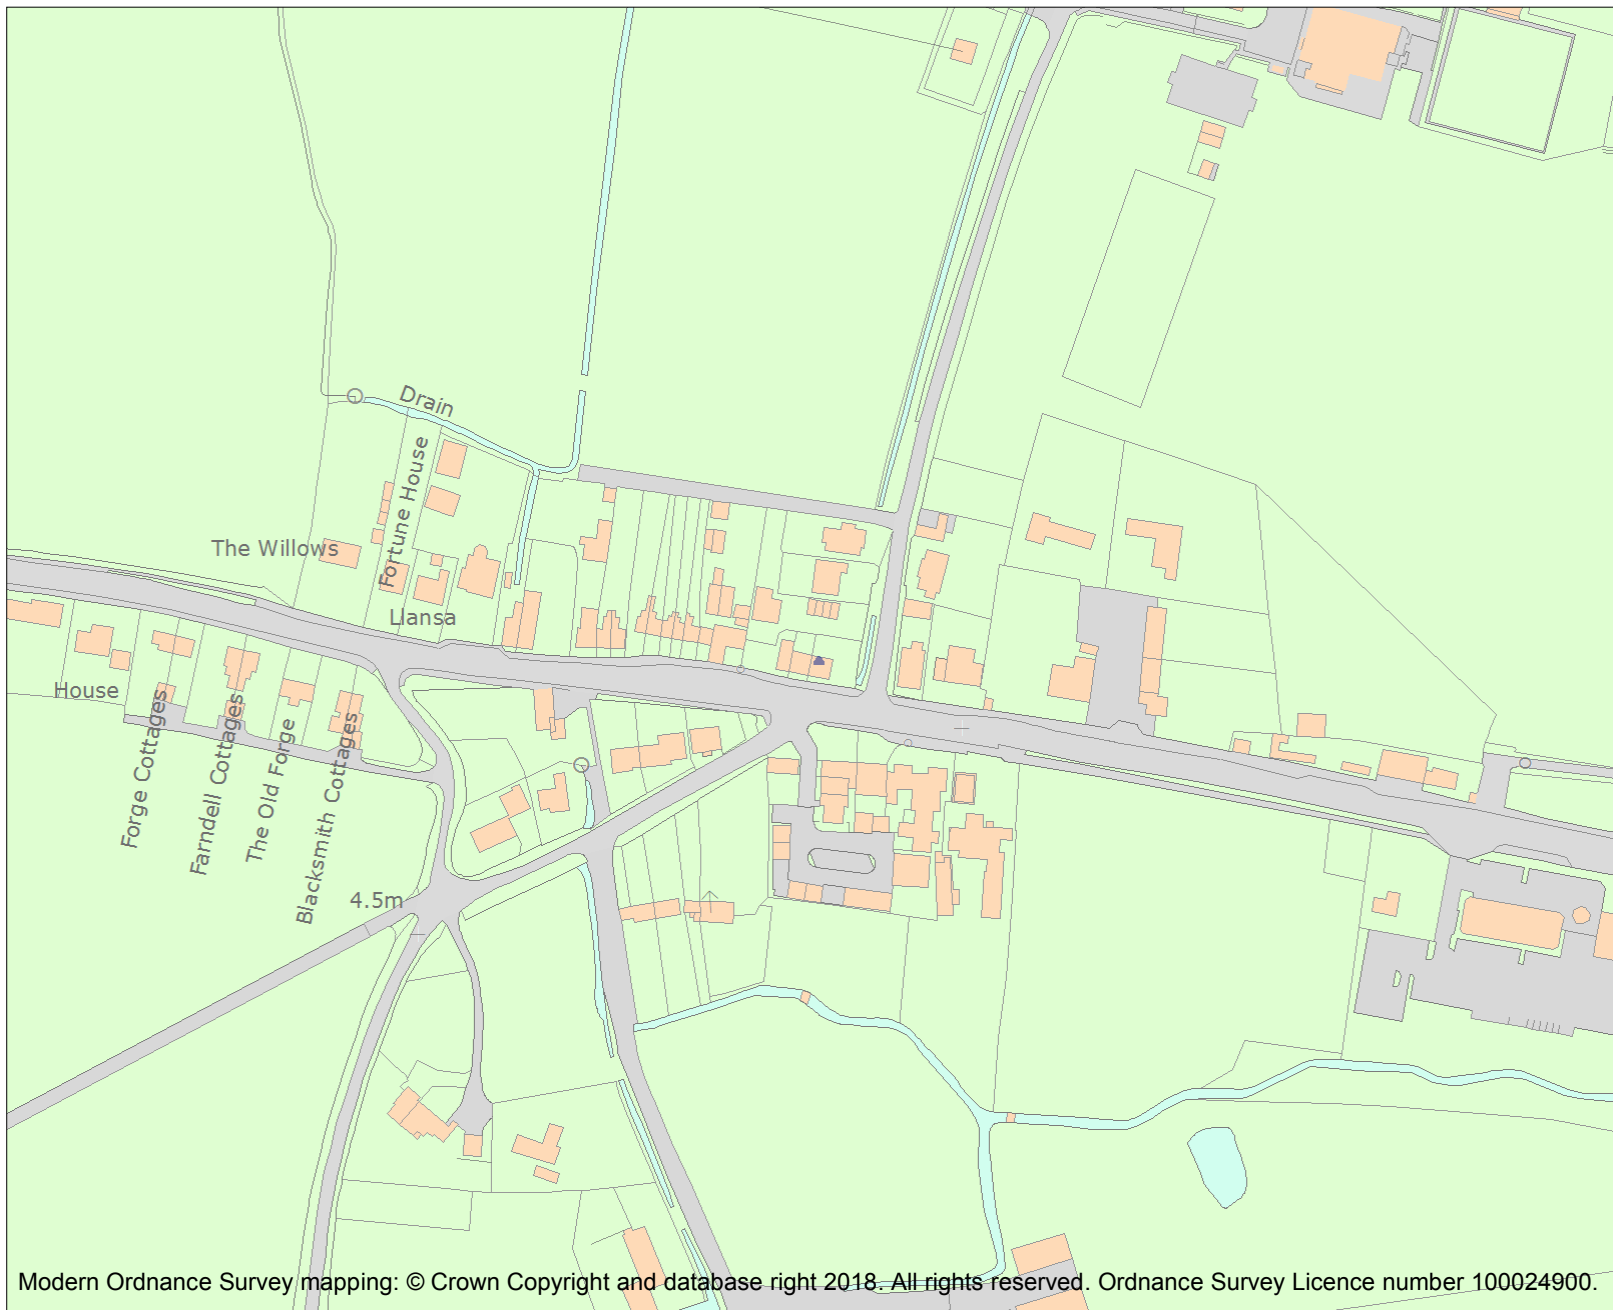 Drain
Fortune House
The Willows
Llansa
House
Forge Cottages
Farndell Cottages
The Old Forge
Blacksmith Cottages
4.5m
Modern Ordnance Survey mapping: © Crown Copyright and database right 2018. All rights reserved. Ordnance Survey Licence number 100024900.